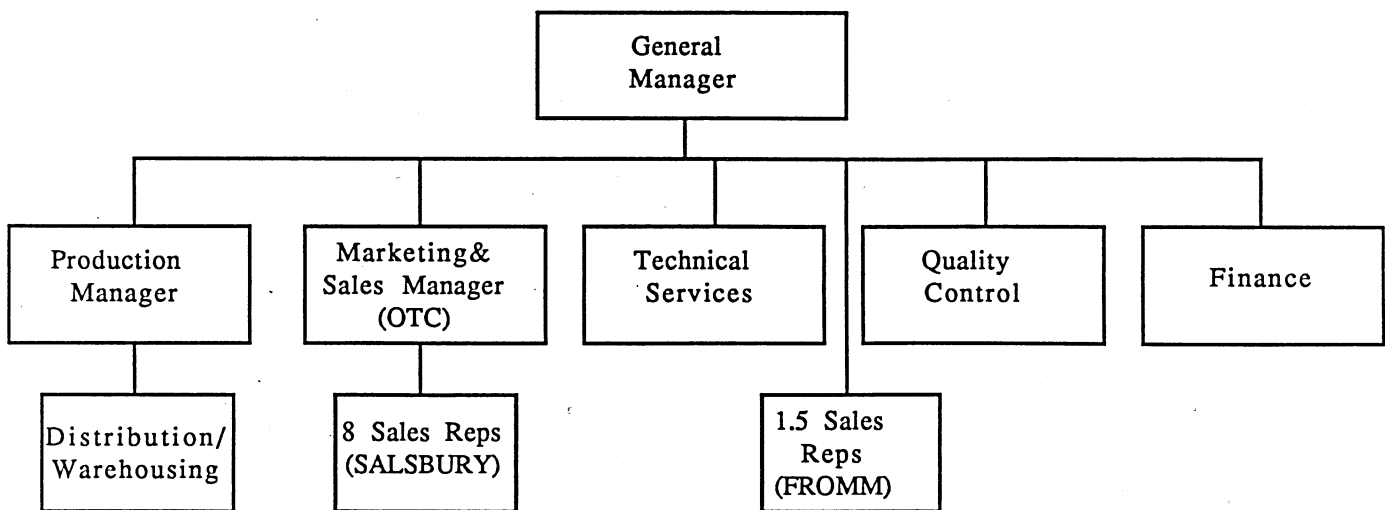 General
Manager
Production
Manager
Marketing&
Sales Manager
(OTC)
Technical
Services
Quality
Control
Finance
Distribution/
Warehousing
8 Sales Reps
(SALSBURY)
1.5 Sales
Reps
(FROMM)